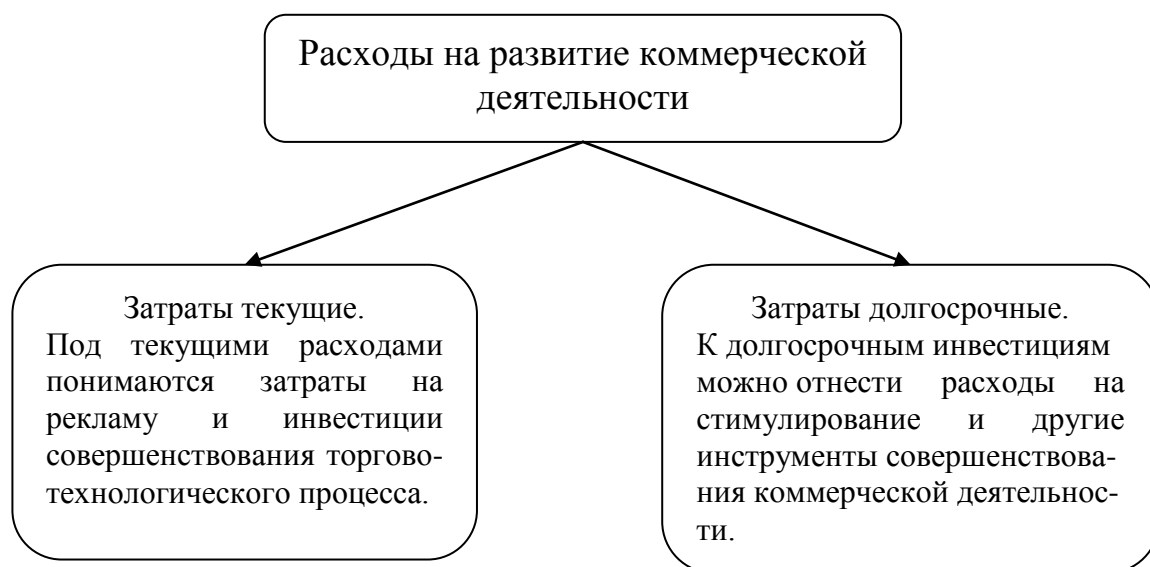 Расходы на развитие коммерческой
деятельности
Затраты текущие.
Под текущими расходами
понимаются затраты на
рекламу и инвестиции
совершенствования торгово-
технологического процесса.
Затраты долгосрочные.
К долгосрочным инвестициям
можно отнести расходы на
стимулирование и другие
инструменты совершенствова-
ния коммерческой деятельнос-
ти.